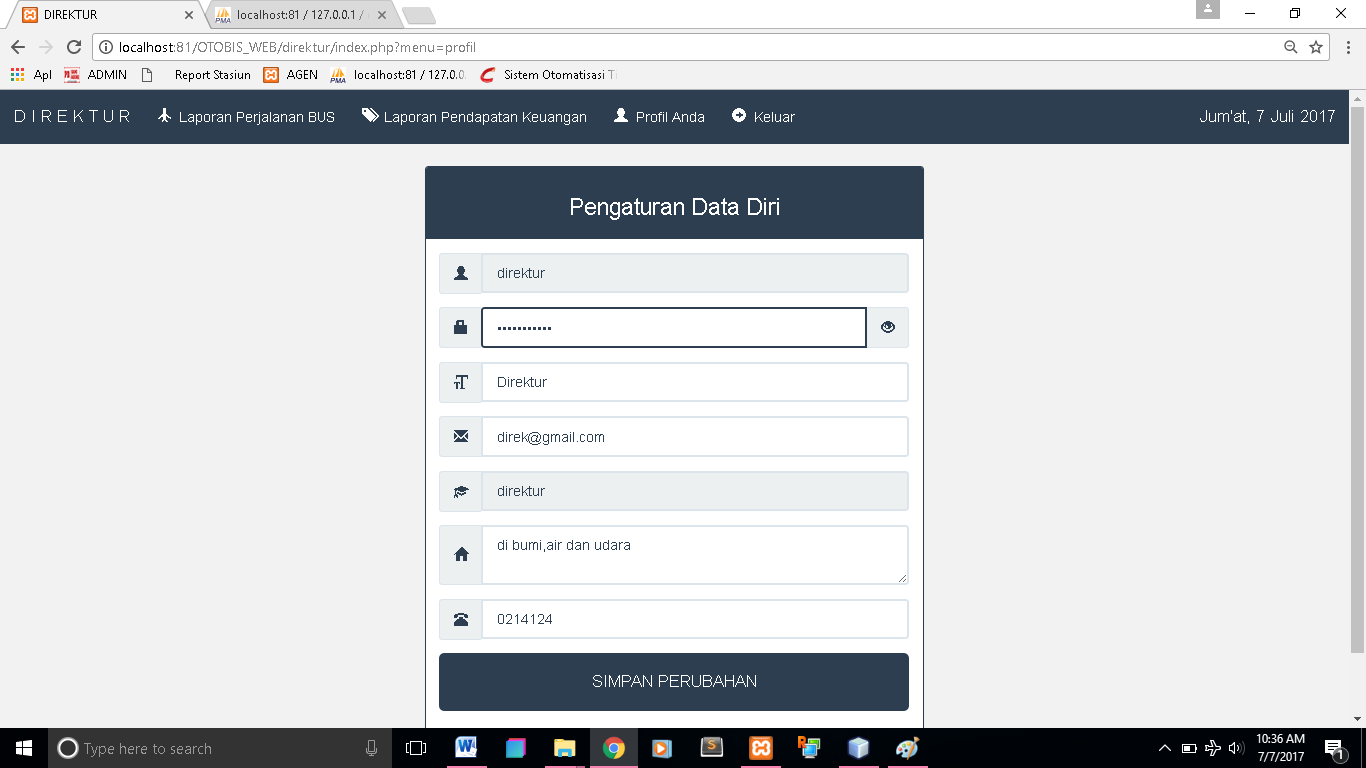 DIREKTUR
localhost:81 / 127.0.0.1 /
localhost:81/OTOBIS_WEB/direktur/index.php?menu=profil
Apl ADMIN Report Stasiun AGEN localhost:81 / 127.0.0. Sistem Otomatisasi Ti
DIREKTUR Laporan Perjalanan BUS Laporan Pendapatan Keuangan Profil Anda Keluar Jum'at, 7 Juli 2017
Pengaturan Data Diri
direktur
•••••••••••
Direktur
direk@gmail.com
direktur
di bumi,air dan udara
0214124
SIMPAN PERUBAHAN
Type here to search
10:36 AM
7/7/2017
1